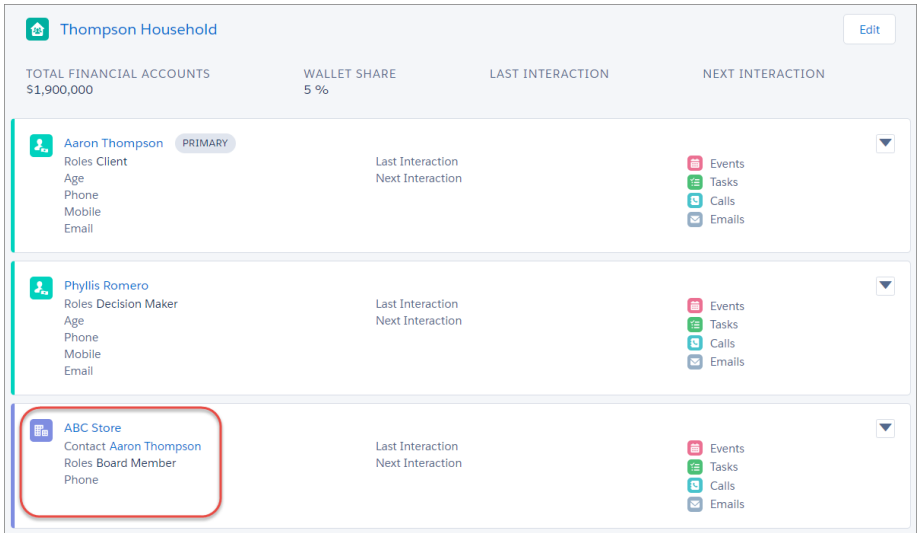 Thompson Household
Edit
TOTAL FINANCIAL ACCOUNTS WALLET SHARE LAST INTERACTION NEXT INTERACTION
$1,900,000 5 %
Aaron Thompson PRIMARY
Roles Client Last Interaction Events
Age Next Interaction Tasks
Phone Calls
Mobile Emails
Email
Phyllis Romero
Roles Decision Maker Last Interaction Events
Age Next Interaction Tasks
Phone Calls
Mobile Emails
Email
ABC Store
Contact Aaron Thompson Last Interaction Events
Roles Board Member Next Interaction Tasks
Phone Calls
Emails